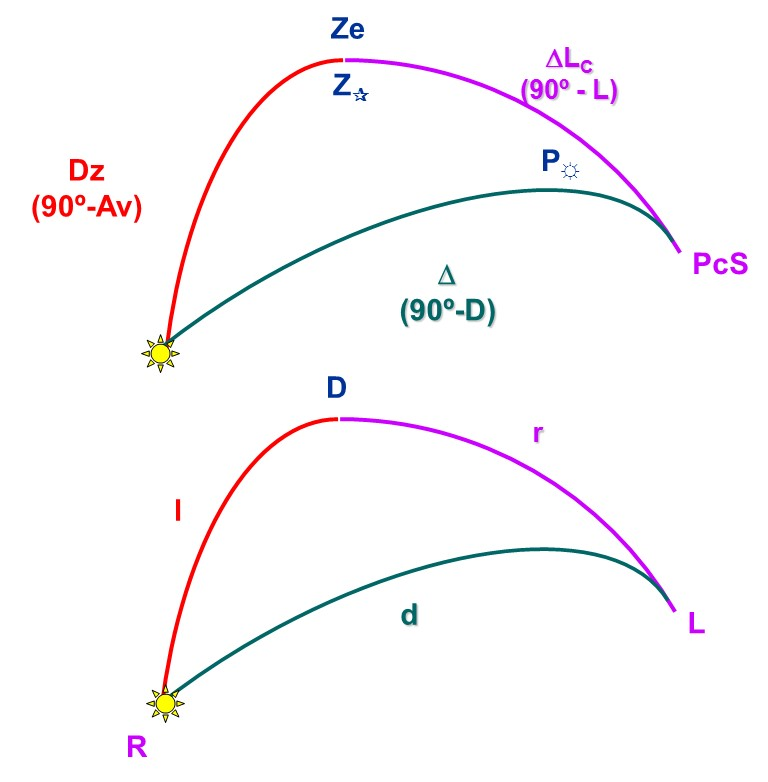 Ze
ΔLC
(90º - L)
Z☆
P☼
Dz
(90º-Av)
PcS
Δ
(90º-D)
D
r
I
d
L
R